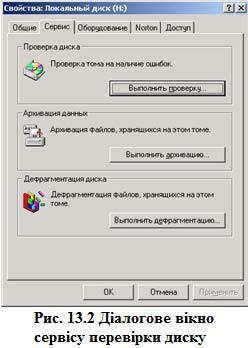 Свойства: Локальный диск (H:)
Общие Сервис Оборудование Norton Доступ
Проверка диска
Проверка тома на наличие ошибок.
Выполнить проверку...
Архивация данных
Архивация файлов, хранящихся на этом томе.
Выполнить архивацию...
Дефрагментация диска
Дефрагментация файлов, хранящихся на этом
томе.
Выполнить дефрагментацию...
OK Отмена Применить
Рис. 13.2 Діалогове вікно
сервісу перевірки диску